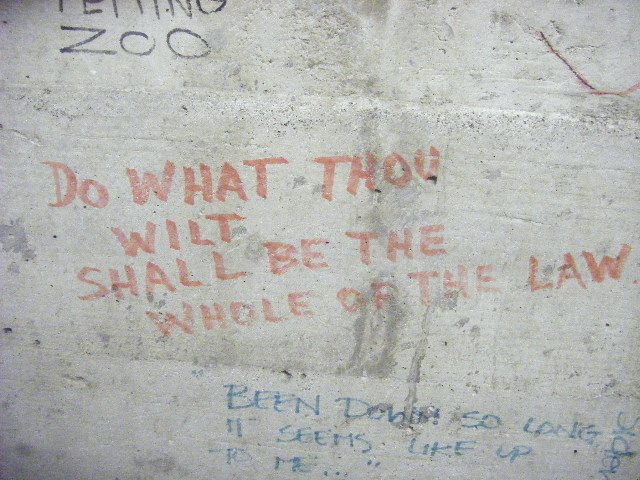 PETTING
ZOO
DO WHAT THOU
WILT
SHALL BE THE
WHOLE OF THE LAW.
"BEEN DOWN SO LONG,
IT SEEMS LIKE UP
TO ME..."